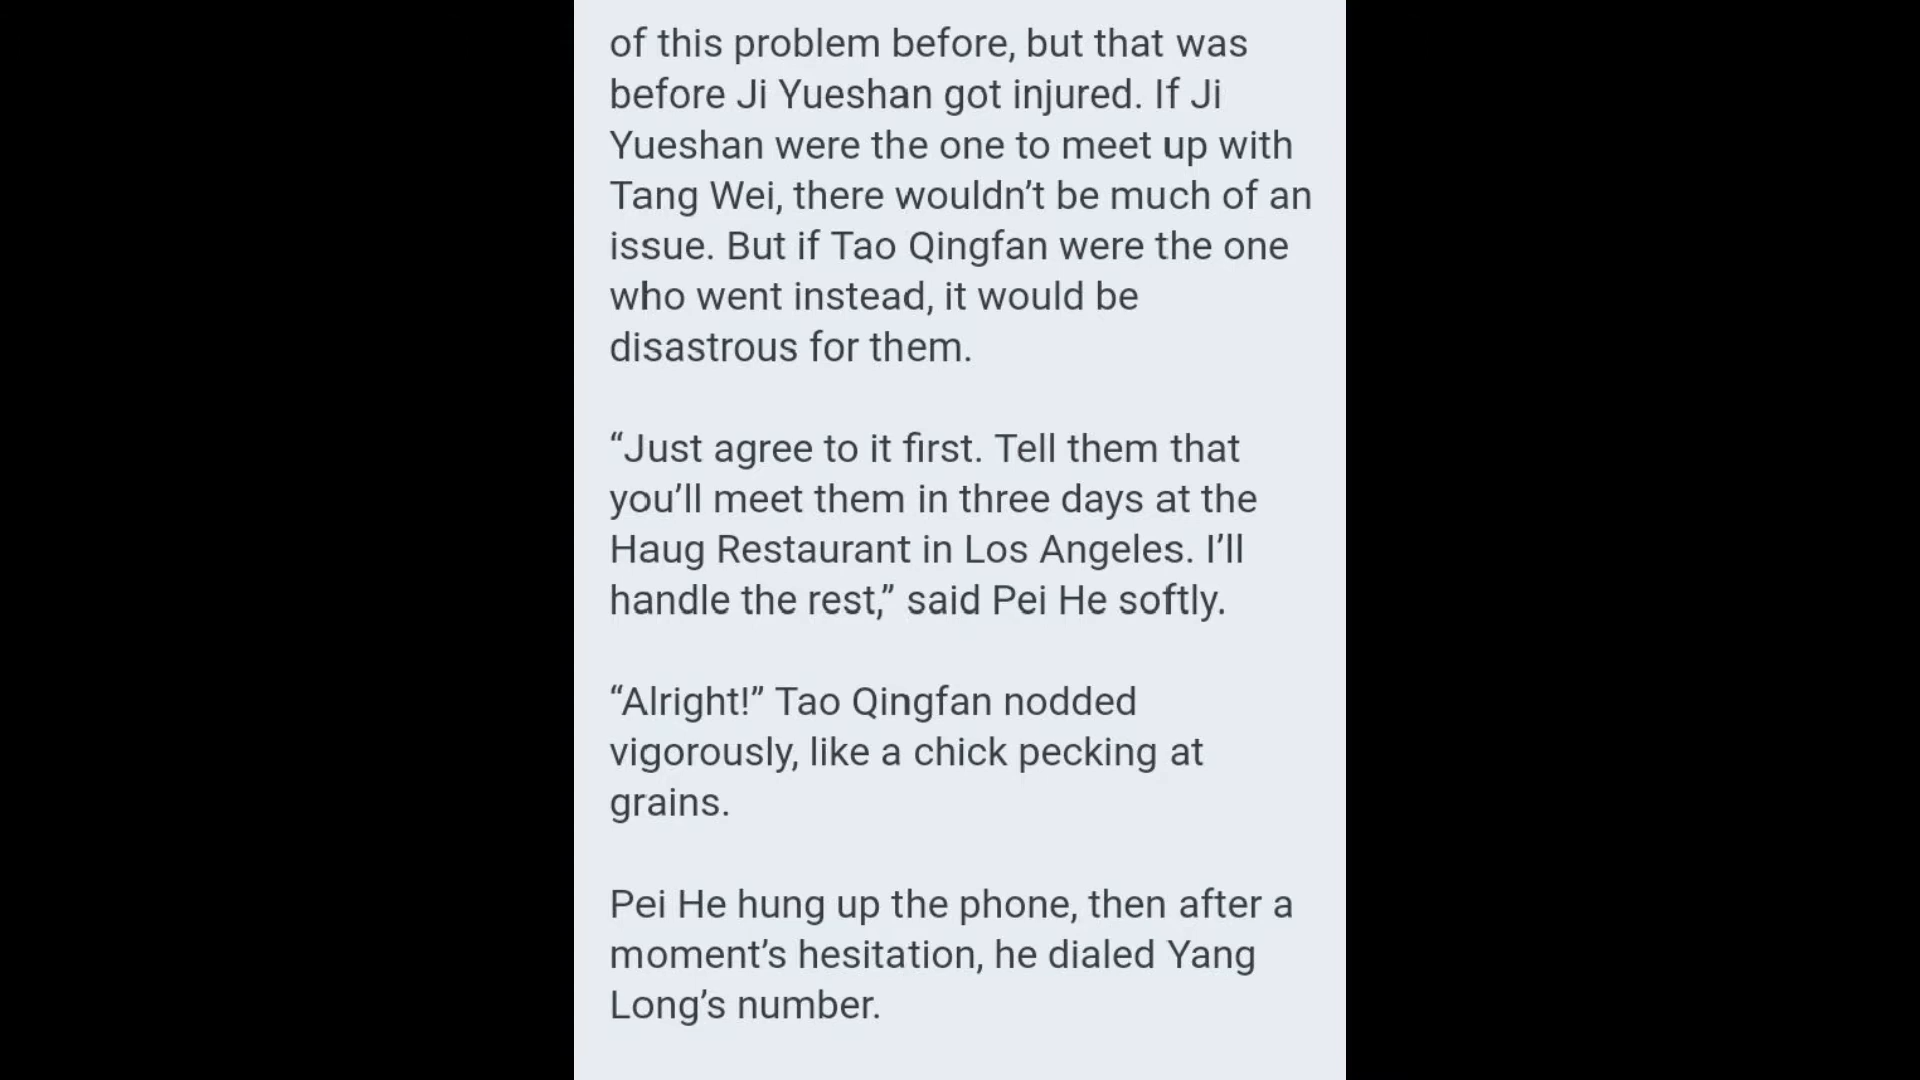 of this problem before, but that was
before Ji Yueshan got injured. If Ji
Yueshan were the one to meet up with
Tang Wei, there wouldn’t be much of an
issue. But if Tao Qingfan were the one
who went instead, it would be
disastrous for them.
“Just agree to it first. Tell them that
you’ll meet them in three days at the
Haug Restaurant in Los Angeles. I’ll
handle the rest,” said Pei He softly.
“Alright!” Tao Qingfan nodded
vigorously, like a chick pecking at
grains.
Pei He hung up the phone, then after a
moment’s hesitation, he dialed Yang
Long’s number.